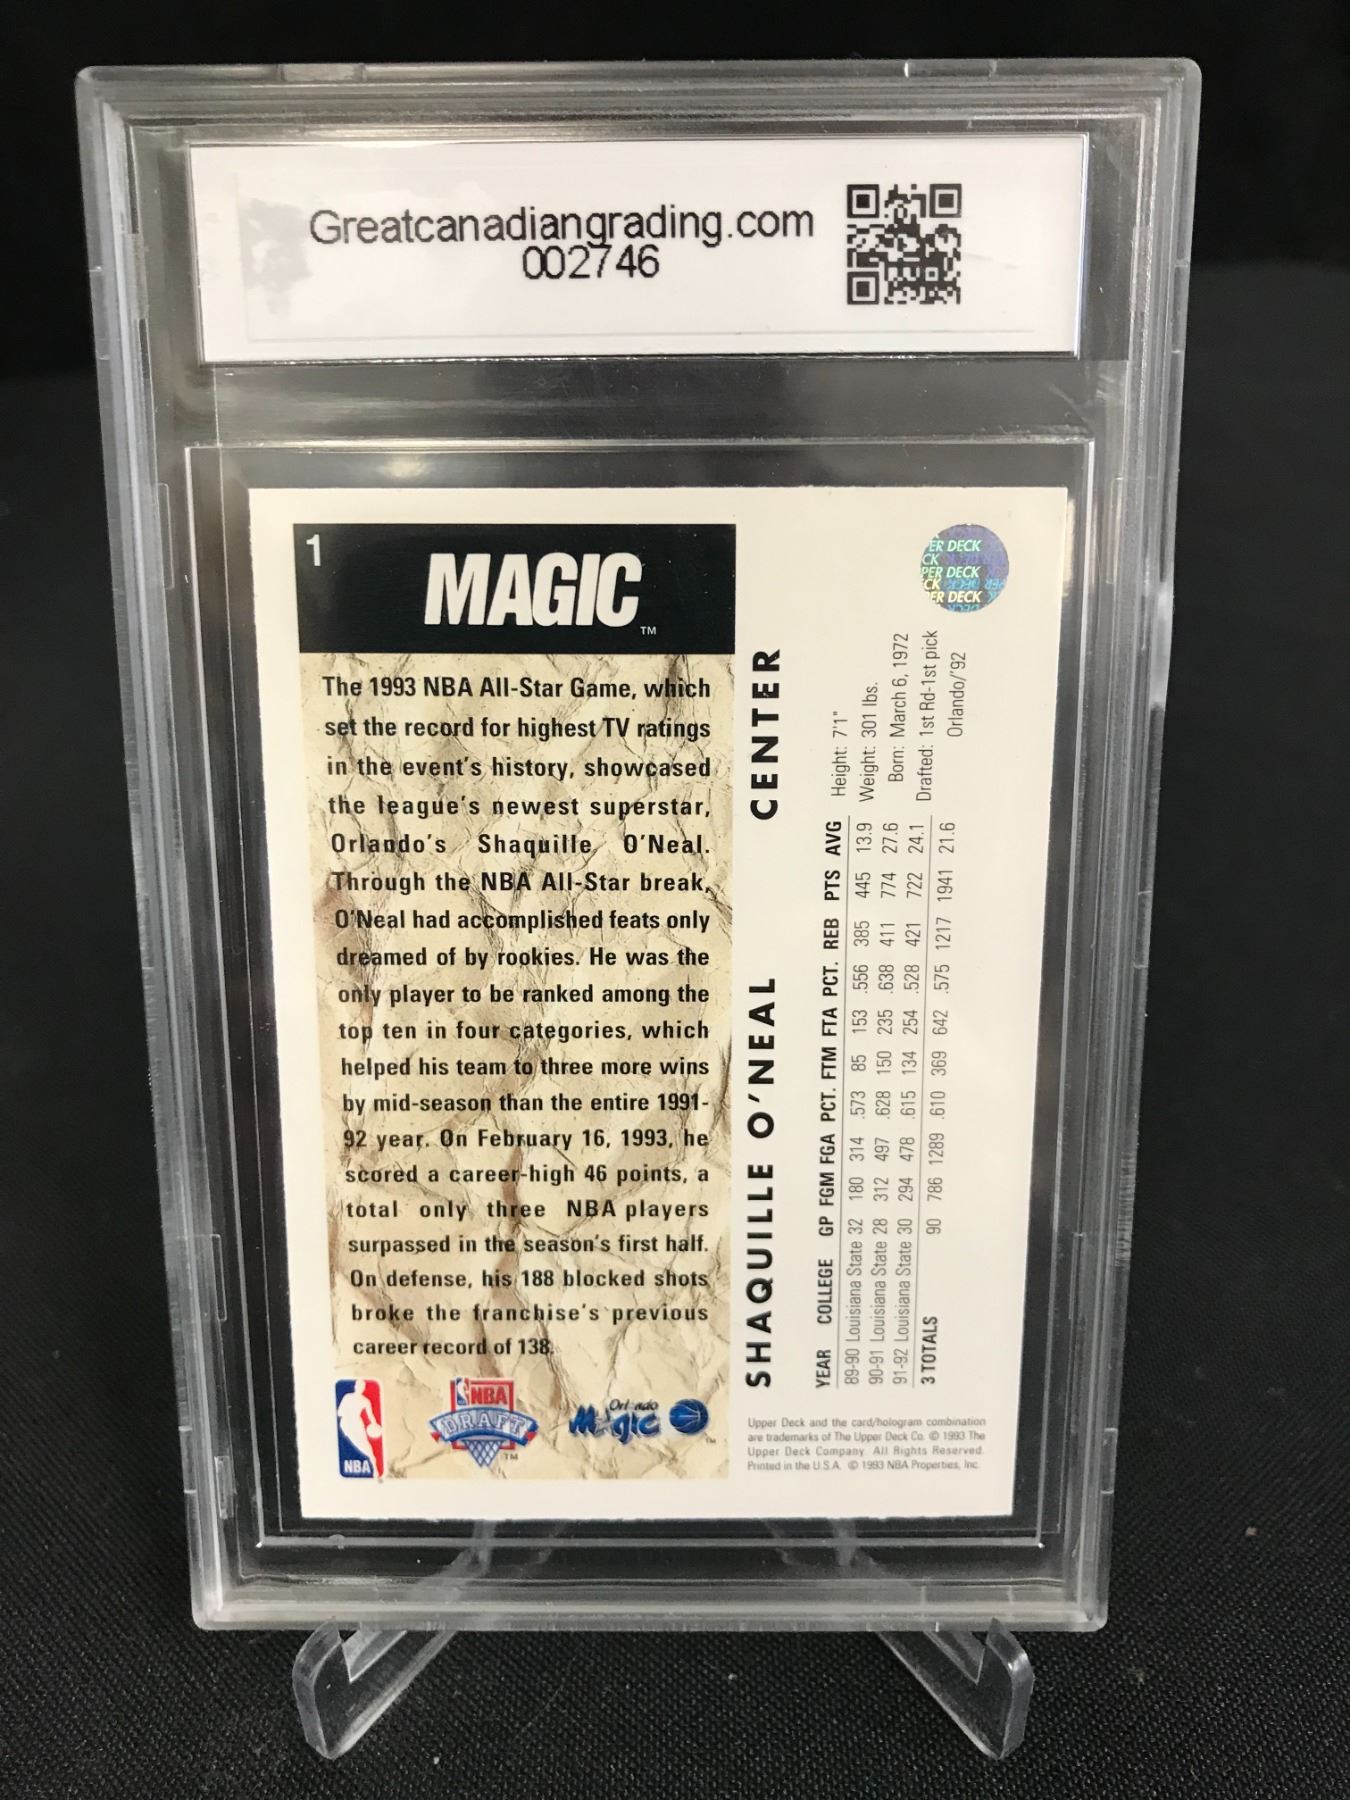 Greatcanadiangrading.com
002746
1
MAGIC™
The 1993 NBA All-Star Game, which
set the record for highest TV ratings
in the event's history, showcased
the league's newest superstar,
Orlando's Shaquille O'Neal.
Through the NBA All-Star break,
O'Neal had accomplished feats only
dreamed of by rookies. He was the
only player to be ranked among the
top ten in four categories, which
helped his team to three more wins
by mid-season than the entire 1991-
92 year. On February 16, 1993, he
scored a career-high 46 points, a
total only three NBA players
surpassed in the season's first half.
On defense, his 188 blocked shots
broke the franchise's previous
career record of 138.
NBA
NBA
DRAFT
TM
Orlando
Magic
TM
SHAQUILLE O'NEAL CENTER
Height: 7'1"
Weight: 301 lbs.
Born: March 6, 1972
Drafted: 1st Rd-1st pick
Orlando/'92
YEAR COLLEGE GP FGM FGA PCT. FTM FTA PCT. REB PTS AVG
89-90 Louisiana State 32 180 314 .573 85 153 .556 385 445 13.9
90-91 Louisiana State 28 312 497 .628 150 235 .638 411 774 27.6
91-92 Louisiana State 30 294 478 .615 134 254 .528 421 722 24.1
3 TOTALS 90 786 1289 .610 369 642 .575 1217 1941 21.6
ER DECK
CK
PER DECK
CK
ER DECK
Upper Deck and the card/hologram combination
are trademarks of The Upper Deck Co. © 1993 The
Upper Deck Company. All Rights Reserved.
Printed in the U.S.A. © 1993 NBA Properties, Inc.